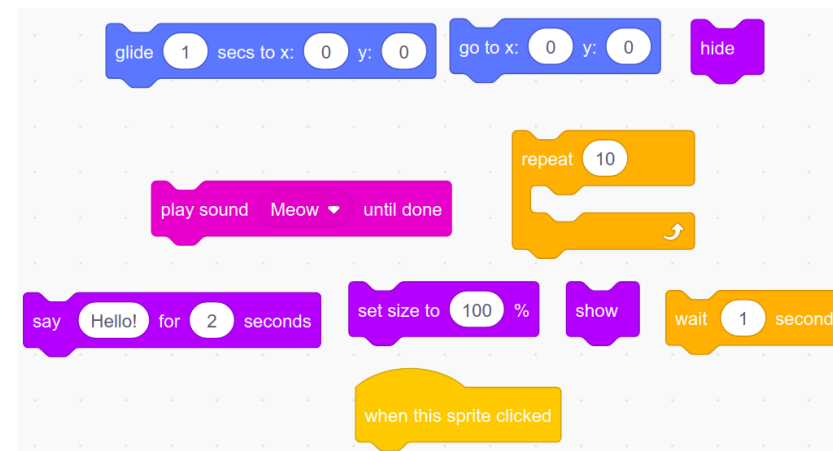 glide 1 secs to x: 0 y: 0
go to x: 0 y: 0
hide
repeat 10
play sound Meow until done
say Hello! for 2 seconds
set size to 100 %
show
wait 1 second
when this sprite clicked